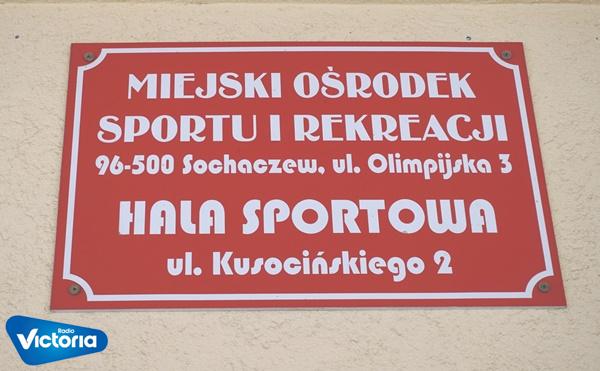 MIEJSKI OŚRODEK
SPORTU I REKREACJI
96-500 Sochaczew, ul. Olimpijska 3
HALA SPORTOWA
ul. Kusocińskiego 2
Radio
Victoria